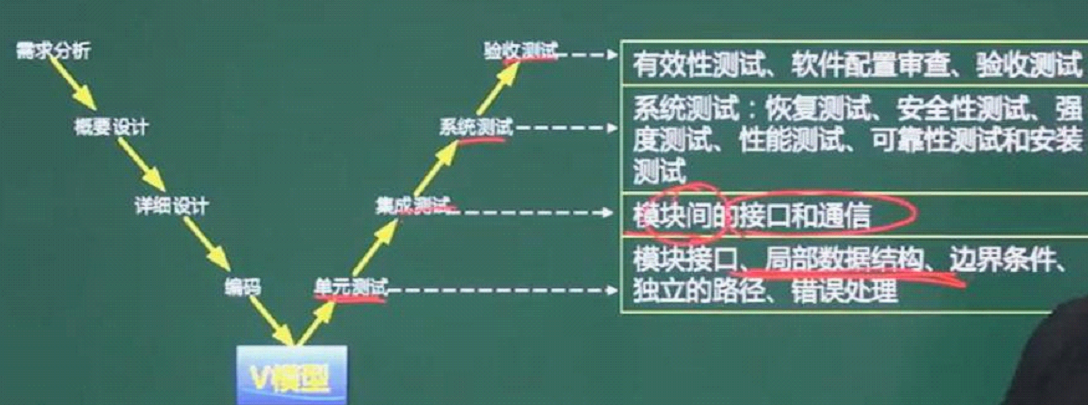 需求分析
概要设计
详细设计
编码
V模型
单元测试
集成测试
系统测试
验收测试
有效性测试、软件配置审查、验收测试
系统测试：恢复测试、安全性测试、强
度测试、性能测试、可靠性测试和安装
测试
模块间的接口和通信
模块接口、局部数据结构、边界条件、
独立的路径、错误处理